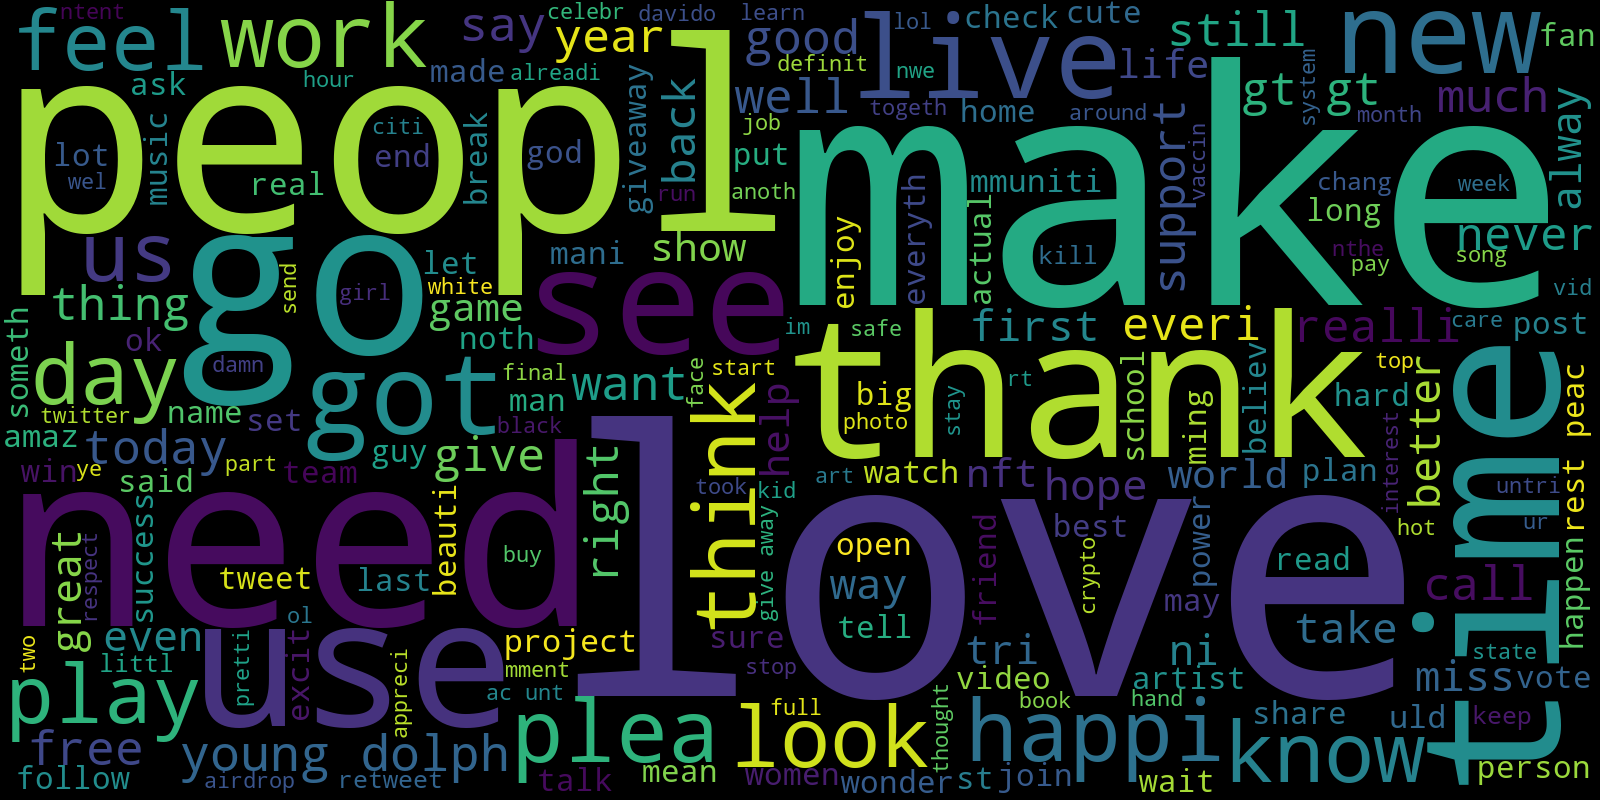 ntent
feel
work
say
celebr
davido
learn
lol
check
cute
still
new
fan
year
good
live
life
ask
hour
made
alreadi
definit
nwe
well
gt gt
system
much
peopl
make
music
citi
lot
wel
real
end
god
break
giveaway
back
job
put
anoth
run
togeth
home
around
month
alway
mmuniti
support
vaccin
chang
week
long
never
us
go
let
mani
show
see
white
girl
send
thing
game
enjoy
everyth
actual
kill
nthe
pay
song
vid
someth
ok
day
damn
got
noth
im
safe
first
everi
realli
care
post
twitter
name
final
man
want
face
start
thank
rt
top
time
amaz
set
guy
black
think
help
big
photo
stay
school
ming
believ
hard
better
peac
today
win
ye
said
part
team
give
right
took
kid
art
watch
nft
hope
world
plan
interest
rest
untri
ur
need
love
great
respect
success
beauti
buy
tweet
last
give away
open
way
tell
friend
best
crypto
power
may
read
hot
call
happen
two
even
littl
pretti
use
excit
ol
appreci
project
mment
ac unt
sure
stop
video
tri
artist
ni
take
state
miss
vote
play
plea
look
full
thought
book
hand
happi
share
uld
keep
free
follow
young
airdrop
dolph
retweet
talk
mean
women
wonder
st
join
wait
know
person